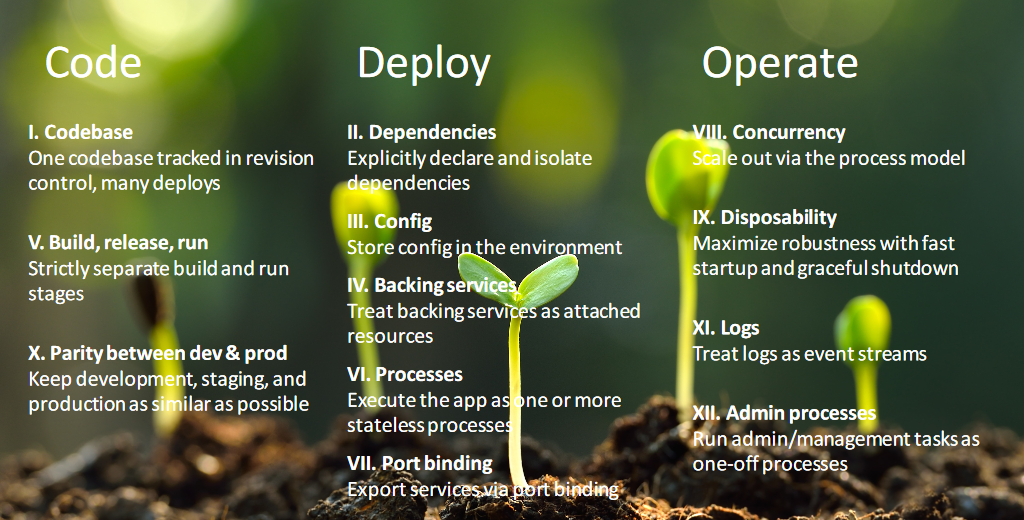 Code
I. Codebase
One codebase tracked in revision
control, many deploys
V. Build, release, run
Strictly separate build and run
stages
X. Parity between dev & prod
Keep development, staging, and
production as similar as possible
Deploy
II. Dependencies
Explicitly declare and isolate
dependencies
III. Config
Store config in the environment
IV. Backing services
Treat backing services as attached
resources
VI. Processes
Execute the app as one or more
stateless processes
VII. Port binding
Export services via port binding
Operate
VIII. Concurrency
Scale out via the process model
IX. Disposability
Maximize robustness with fast
startup and graceful shutdown
XI. Logs
Treat logs as event streams
XII. Admin processes
Run admin/management tasks as
one-off processes